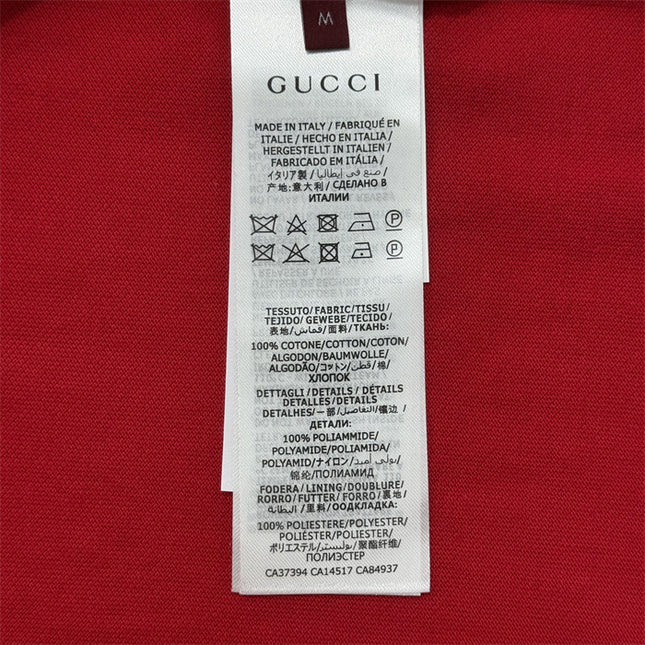 M
GUCCI
MADE IN ITALY / FABRIQUÉ EN
ITALIE / HECHO EN ITALIA /
HERGESTELLT IN ITALIEN /
FABRICADO EM ITÁLIA /
イタリア製 / صنع في إيطاليا /
产地:意大利 / СДЕЛАНО В
ИТАЛИИ
TESSUTO/FABRIC/TISSU/
TEJIDO/ GEWEBE/TECIDO/
表地/قماش/面料/ТКАНЬ:
100% COTONE/COTTON/COTON/
ALGODON/BAUMWOLLE/
ALGODÃO/コットン/قطن/棉/
ХЛОПОК
DETTAGLI/DETAILS / DÉTAILS
DETALLES/DETAILS
DETALHES/一部/التفاصيل/镶边 /
ДЕТАЛИ:
100% POLIAMMIDE/
POLYAMIDE/POLIAMIDA/
POLYAMID/ナイロン/بولي أميد/
锦纶/ПОЛИАМИД
FODERA / LINING/DOUBLURE/
RORRO/ FUTTER/ FORRO/裏地/
البطانة/里料/ООДКЛАДКА:
100% POLIESTERE/POLYESTER/
POLIÉSTER/POLYESTER/
ポリエステル/بوليستر/聚酯纤维/
ПОЛИЭСТЕР
CA37394 CA14517 CA84937